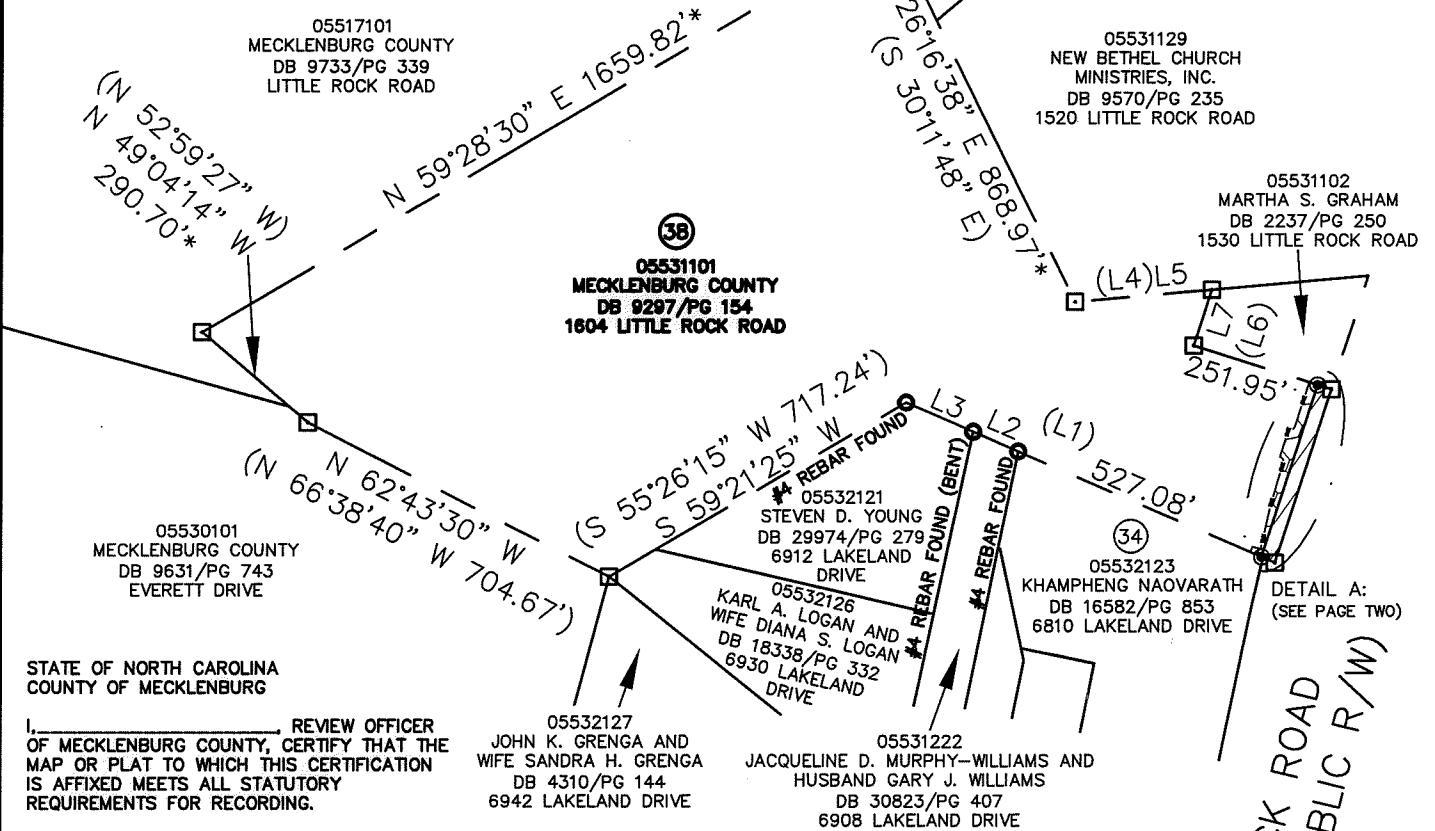 05517101
MECKLENBURG COUNTY
DB 9733/PG 339
LITTLE ROCK ROAD
(N 52°59'27" W)
N 49°04'14" W
290.70'*
N 59°28'30" E 1659.82'*
26°16'38" E 868.97'*
(S 30°11'48" E)
05531129
NEW BETHEL CHURCH
MINISTRIES, INC.
DB 9570/PG 235
1520 LITTLE ROCK ROAD
05531102
MARTHA S. GRAHAM
DB 2237/PG 250
1530 LITTLE ROCK ROAD
38
05531101
MECKLENBURG COUNTY
DB 9297/PG 154
1604 LITTLE ROCK ROAD
(L4)L5
L7
(L6)
251.95'
L3
L2
(L1)
527.08'
(S 55°26'15" W 717.24')
S 59°21'25" W
#4 REBAR FOUND
#4 REBAR FOUND (BENT)
#4 REBAR FOUND
N 62°43'30" W
(N 66°38'40" W 704.67')
05530101
MECKLENBURG COUNTY
DB 9631/PG 743
EVERETT DRIVE
05532121
STEVEN D. YOUNG
DB 29974/PG 279
6912 LAKELAND
DRIVE
05532126
KARL A. LOGAN AND
WIFE DIANA S. LOGAN
DB 18338/PG 332
6930 LAKELAND
DRIVE
34
05532123
KHAMPHENG NAOVARATH
DB 16582/PG 853
6810 LAKELAND DRIVE
DETAIL A:
(SEE PAGE TWO)
STATE OF NORTH CAROLINA
COUNTY OF MECKLENBURG
I,____________________, REVIEW OFFICER
OF MECKLENBURG COUNTY, CERTIFY THAT THE
MAP OR PLAT TO WHICH THIS CERTIFICATION
IS AFFIXED MEETS ALL STATUTORY
REQUIREMENTS FOR RECORDING.
05532127
JOHN K. GRENGA AND
WIFE SANDRA H. GRENGA
DB 4310/PG 144
6942 LAKELAND DRIVE
05531222
JACQUELINE D. MURPHY-WILLIAMS AND
HUSBAND GARY J. WILLIAMS
DB 30823/PG 407
6908 LAKELAND DRIVE
CK ROAD
BLIC R/W)